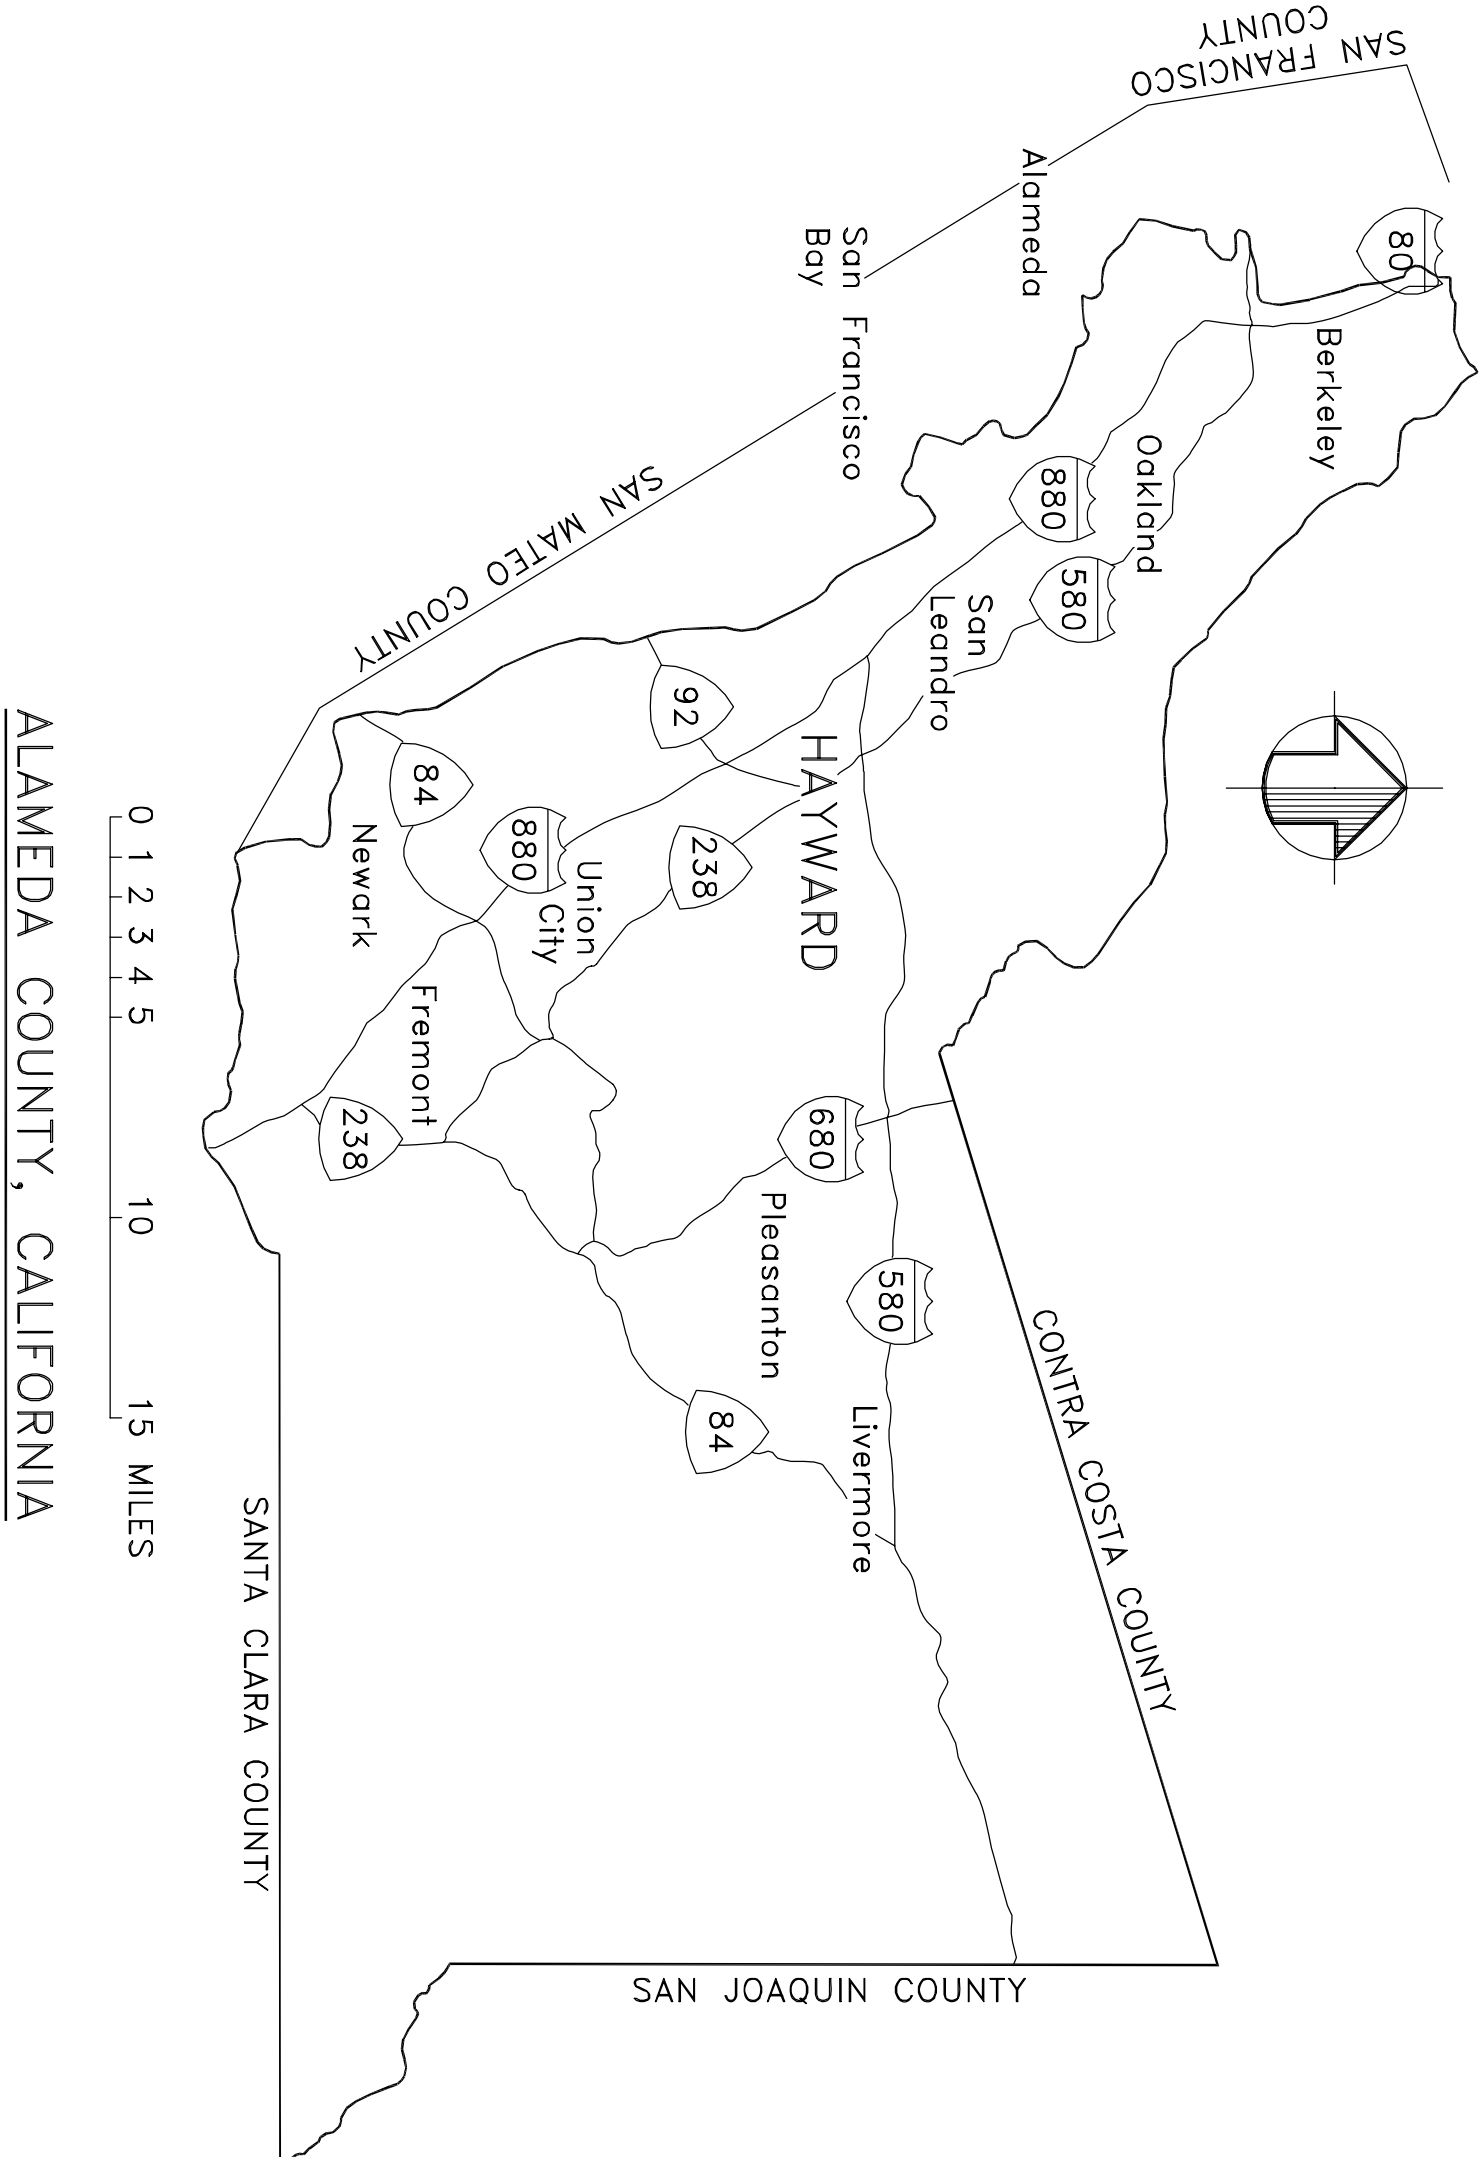 SAN FRANCISCO
COUNTY
80
Berkeley
Alameda
Oakland
880
580
San Francisco
Bay
San
Leandro
SAN MATEO COUNTY
92
HAYWARD
238
84
880
Union
City
Newark
Fremont
238
680
Pleasanton
580
84
Livermore
CONTRA COSTA COUNTY
SAN JOAQUIN COUNTY
SANTA CLARA COUNTY
0 1 2 3 4 5 10 15 MILES
ALAMEDA COUNTY, CALIFORNIA